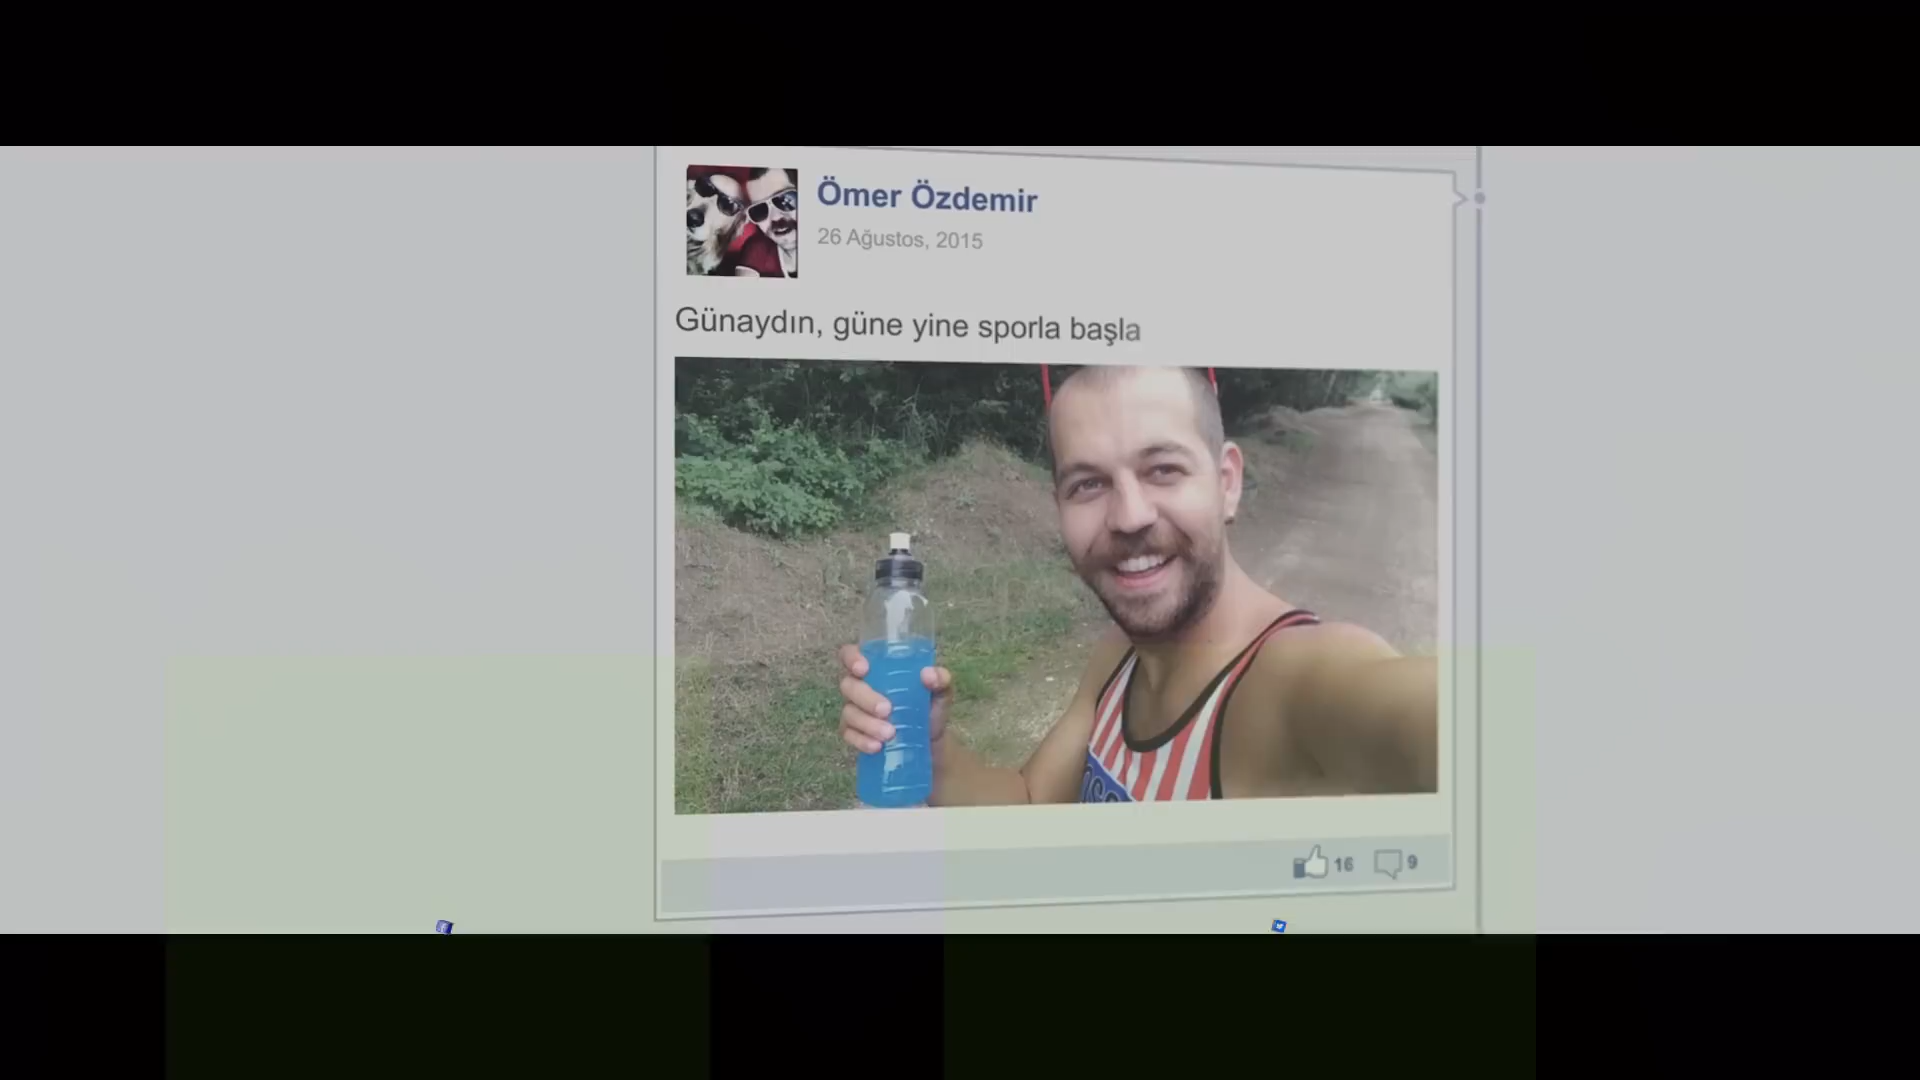 Ömer Özdemir
26 Ağustos, 2015
Günaydın, güne yine sporla başla
16 9